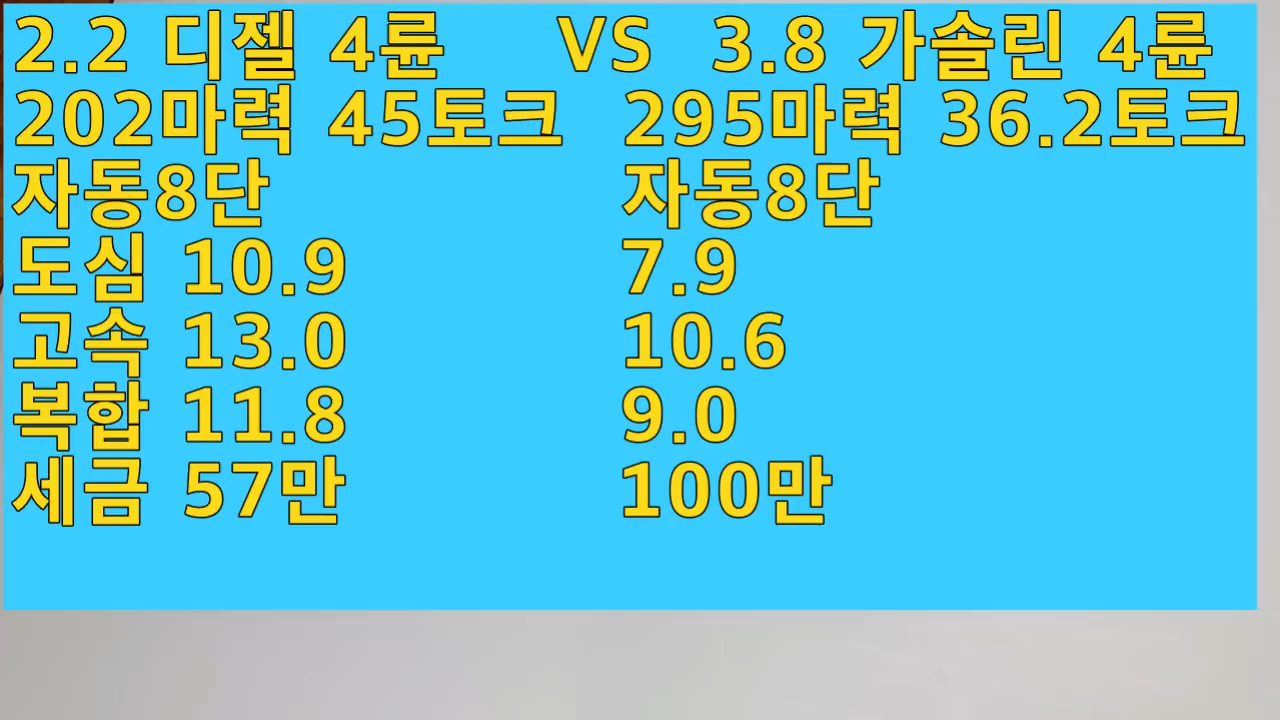 2.2 디젤 4륜 VS 3.8 가솔린 4륜
202마력 45토크 295마력 36.2토크
자동8단 자동8단
도심 10.9 7.9
고속 13.0 10.6
복합 11.8 9.0
세금 57만 100만